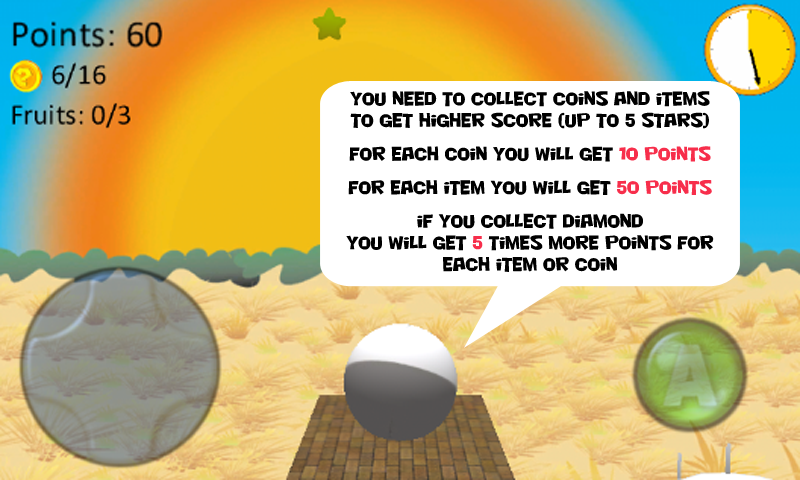 Points: 60
? 6/16
Fruits: 0/3
YOU NEED TO COLLECT COINS AND ITEMS
TO GET HIGHER SCORE (UP TO 5 STARS)
FOR EACH COIN YOU WILL GET 10 POINTS
FOR EACH ITEM YOU WILL GET 50 POINTS
IF YOU COLLECT DIAMOND
YOU WILL GET 5 TIMES MORE POINTS FOR
EACH ITEM OR COIN
A